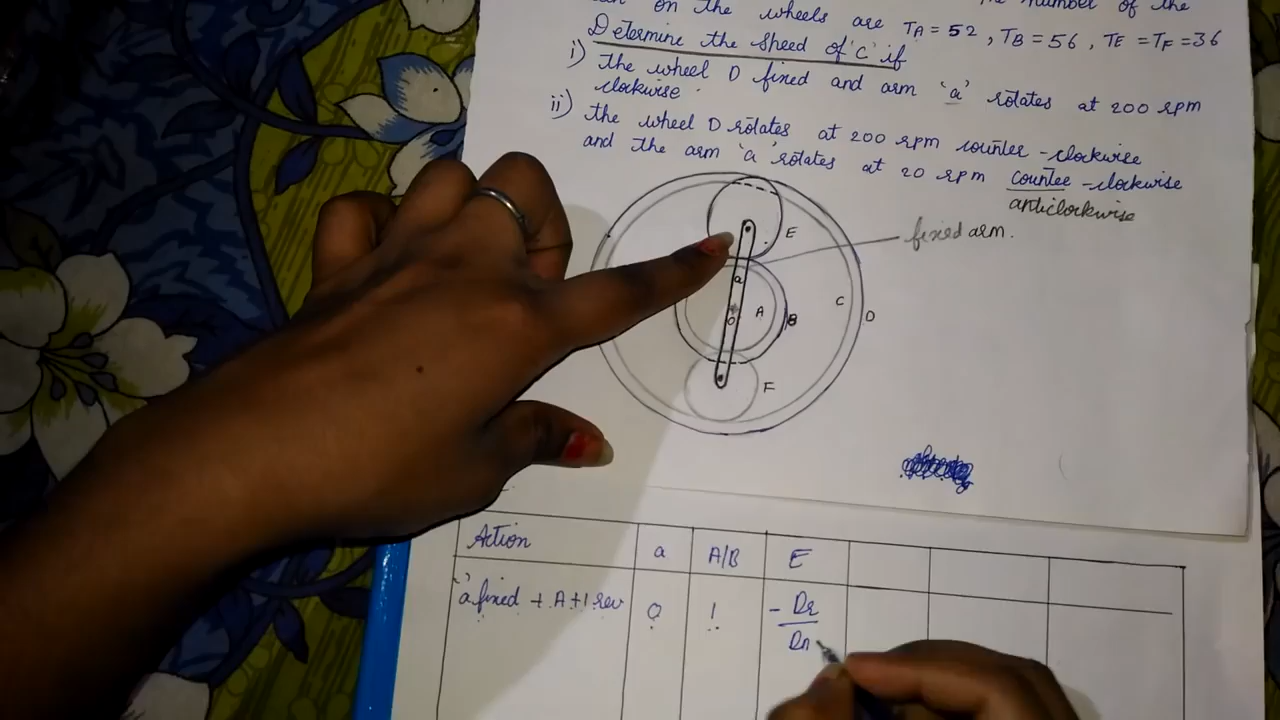 on the wheels are TA = 52, TB = 56, TE = TF = 36
Determine the speed of 'C' if
i) the wheel D fixed and arm 'a' rotates at 200 rpm
clockwise.
ii) the wheel D rotates at 200 rpm counter-clockwise
and the arm 'a' rotates at 20 rpm counter-clockwise
anticlockwise
fixed arm.
E
a
A
B
O
C
D
F
Action a A/B E
'a' fixed + A+1 rev 0 1 - Dr
Dn